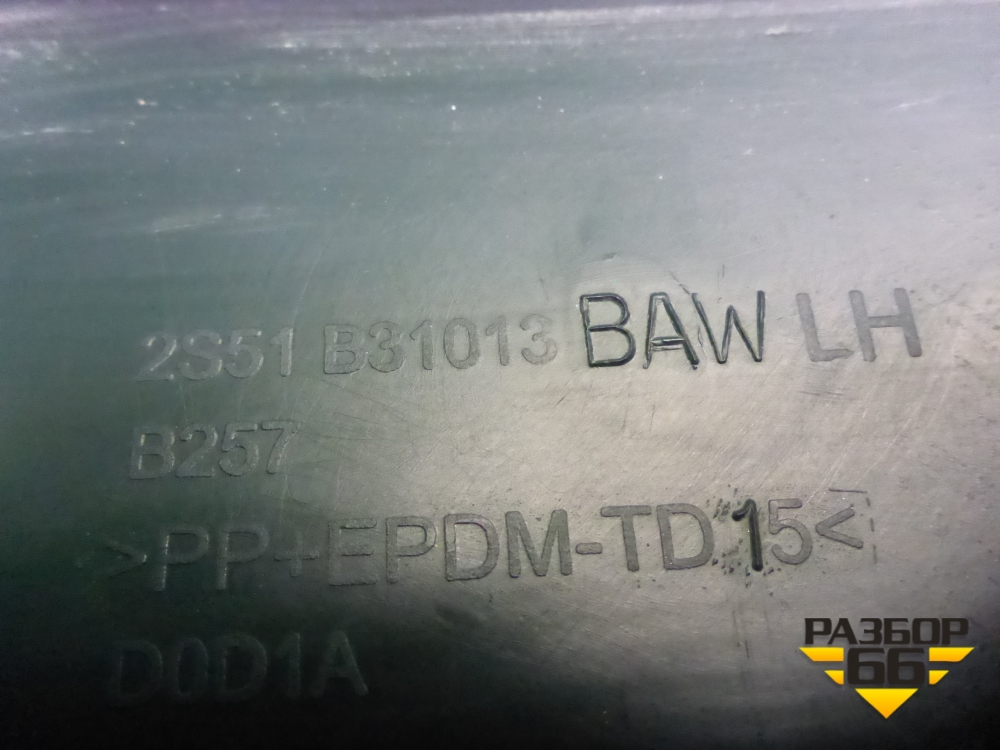 2S51 B31013 BAW LH
B257
>PP+EPDM-TD15<
D0D1A
РАЗБОР
66